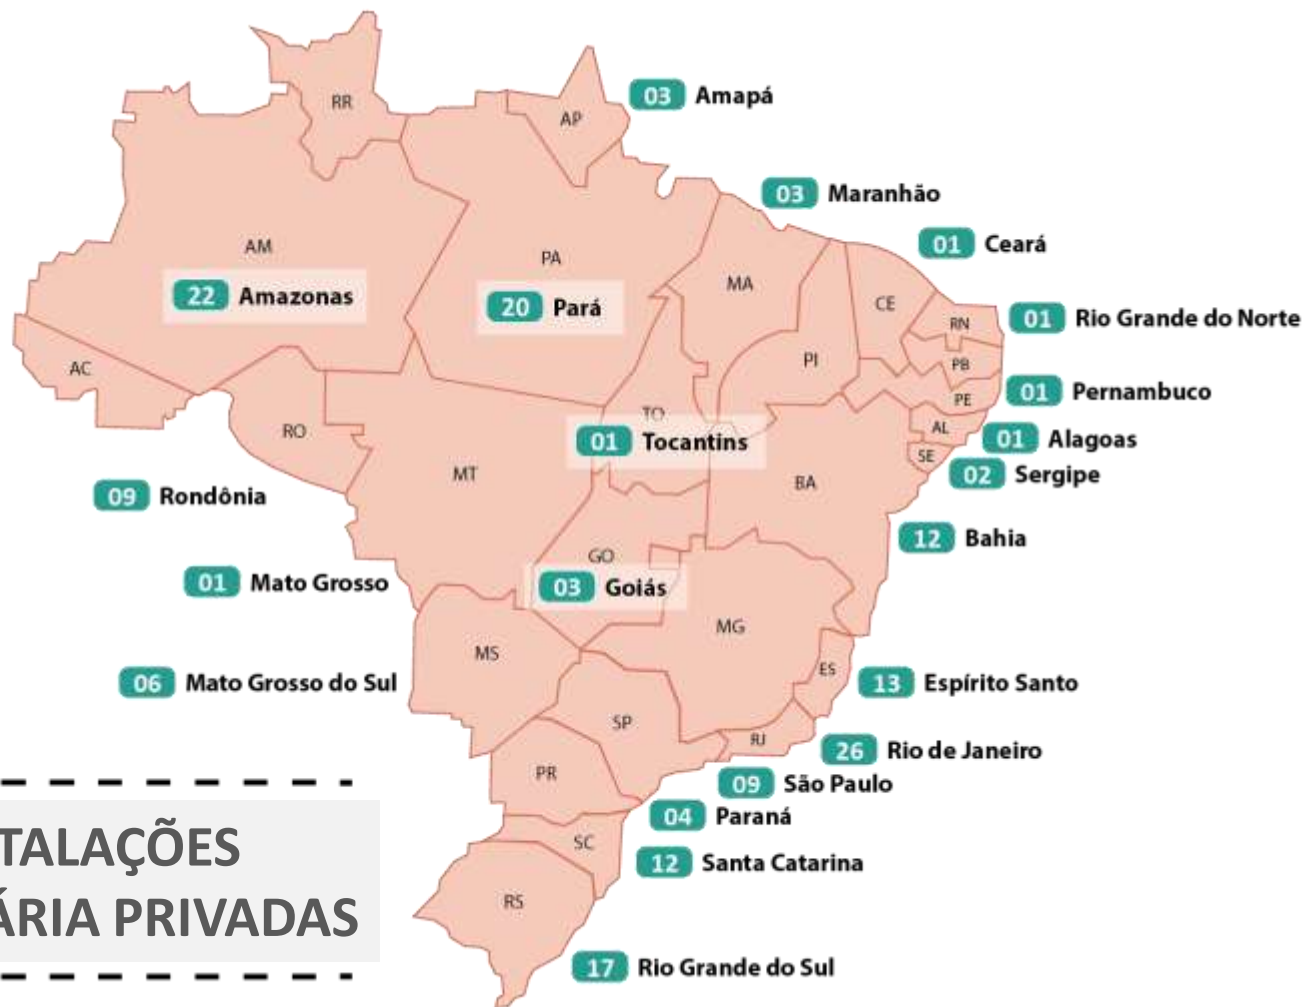 RR
AP
03 Amapá
03 Maranhão
01 Ceará
AM
22 Amazonas
PA
20 Pará
MA
CE
RN
01 Rio Grande do Norte
PI
PB
AC
PE
01 Pernambuco
TO
01 Tocantins
AL
01 Alagoas
RO
SE
02 Sergipe
MT
BA
09 Rondônia
12 Bahia
GO
03 Goiás
01 Mato Grosso
MG
MS
ES
06 Mato Grosso do Sul
13 Espírito Santo
SP
RJ
26 Rio de Janeiro
09 São Paulo
PR
04 Paraná
SC
12 Santa Catarina
RS
17 Rio Grande do Sul
TALAÇÕES
ÁRIA PRIVADAS